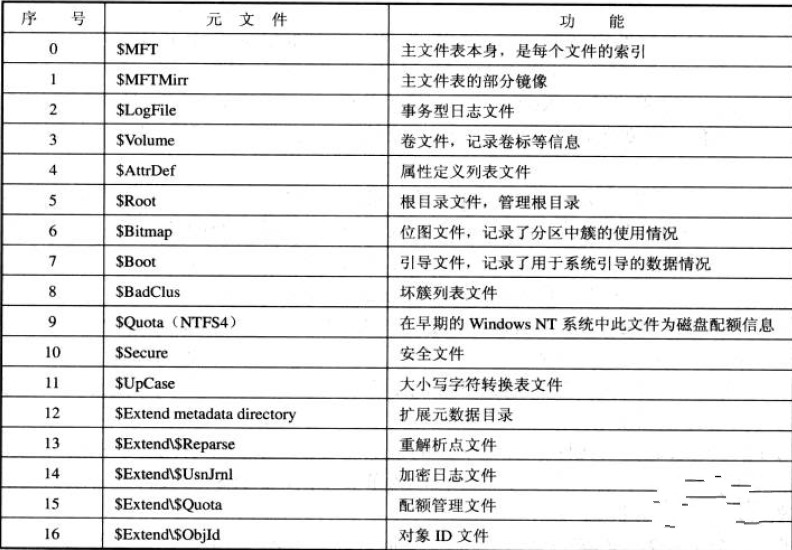 序 号 元 文 件 功 能
0 $MFT 主文件表本身，是每个文件的索引
1 $MFTMirr 主文件表的部分镜像
2 $LogFile 事务型日志文件
3 $Volume 卷文件，记录卷标等信息
4 $AttrDef 属性定义列表文件
5 $Root 根目录文件，管理根目录
6 $Bitmap 位图文件，记录了分区中簇的使用情况
7 $Boot 引导文件，记录了用于系统引导的数据情况
8 $BadClus 坏簇列表文件
9 $Quota（NTFS4） 在早期的 Windows NT 系统中此文件为磁盘配额信息
10 $Secure 安全文件
11 $UpCase 大小写字符转换表文件
12 $Extend metadata directory 扩展元数据目录
13 $Extend\$Reparse 重解析点文件
14 $Extend\$UsnJrnl 加密日志文件
15 $Extend\$Quota 配额管理文件
16 $Extend\$ObjId 对象 ID 文件